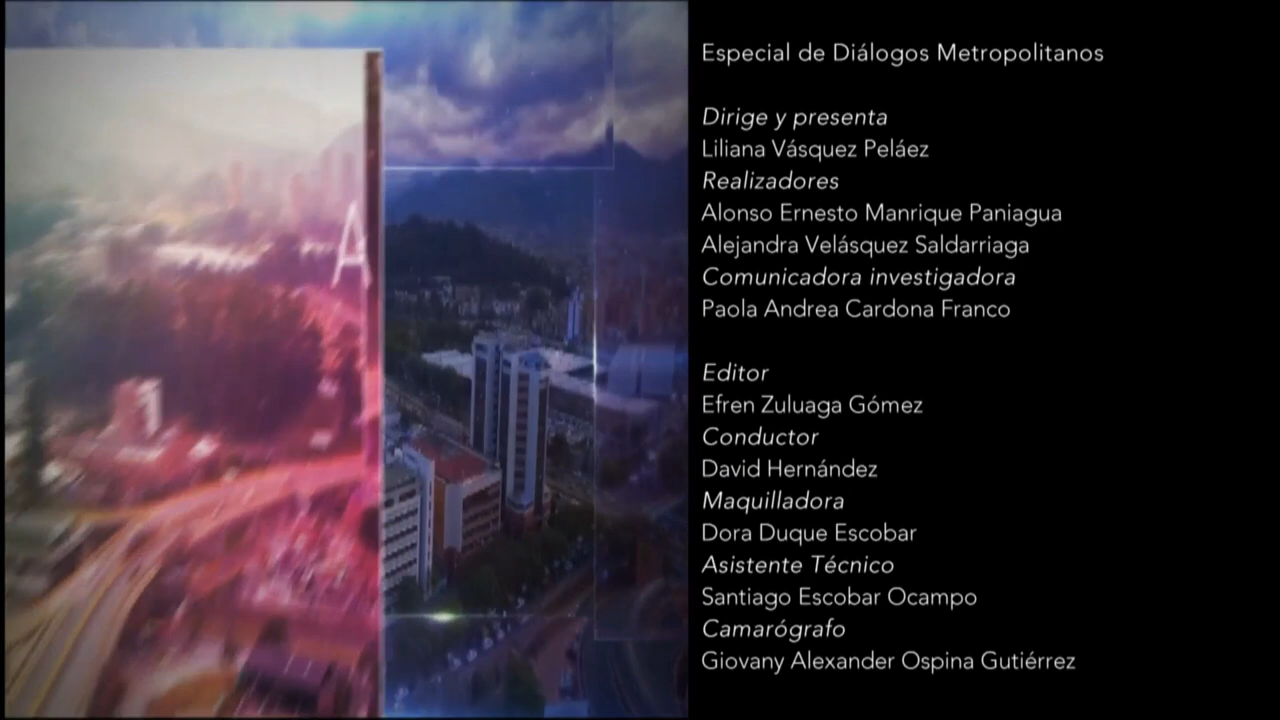 A
Especial de Diálogos Metropolitanos
Dirige y presenta
Liliana Vásquez Peláez
Realizadores
Alonso Ernesto Manrique Paniagua
Alejandra Velásquez Saldarriaga
Comunicadora investigadora
Paola Andrea Cardona Franco
Editor
Efren Zuluaga Gómez
Conductor
David Hernández
Maquilladora
Dora Duque Escobar
Asistente Técnico
Santiago Escobar Ocampo
Camarógrafo
Giovany Alexander Ospina Gutiérrez